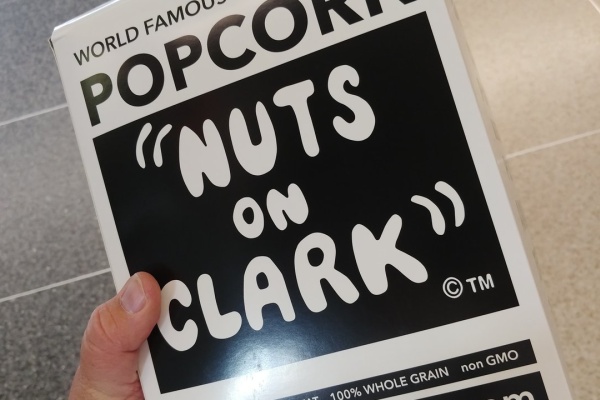 WORLD FAMOUS
POPCORN
“NUTS
ON
CLARK”
© TM
100% WHOLE GRAIN non GMO